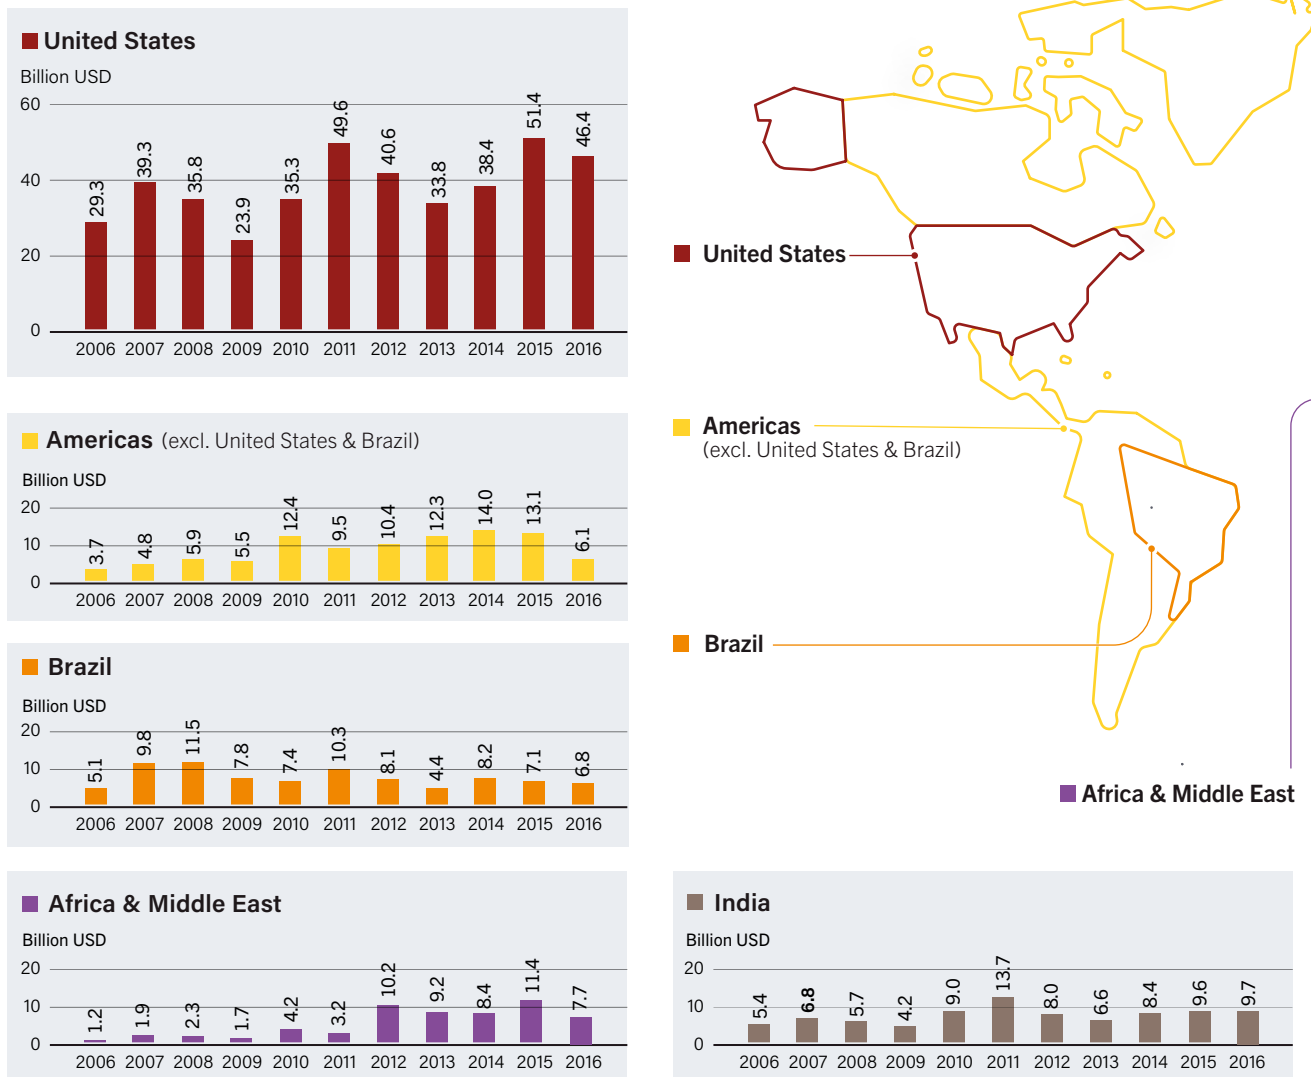 United States
Billion USD
60
40
20
0
29.3 39.3 35.8 23.9 35.3 49.6 40.6 33.8 38.4 51.4 46.4
2006 2007 2008 2009 2010 2011 2012 2013 2014 2015 2016
Americas (excl. United States & Brazil)
Billion USD
20
10
0
3.7 4.8 5.9 5.5 12.4 9.5 10.4 12.3 14.0 13.1 6.1
2006 2007 2008 2009 2010 2011 2012 2013 2014 2015 2016
Brazil
Billion USD
20
10
0
5.1 9.8 11.5 7.8 7.4 10.3 8.1 4.4 8.2 7.1 6.8
2006 2007 2008 2009 2010 2011 2012 2013 2014 2015 2016
United States
Americas
(excl. United States & Brazil)
Brazil
Africa & Middle East
Africa & Middle East
Billion USD
20
10
0
1.2 1.9 2.3 1.7 4.2 3.2 10.2 9.2 8.4 11.4 7.7
2006 2007 2008 2009 2010 2011 2012 2013 2014 2015 2016
India
Billion USD
20
10
0
5.4 6.8 5.7 4.2 9.0 13.7 8.0 6.6 8.4 9.6 9.7
2006 2007 2008 2009 2010 2011 2012 2013 2014 2015 2016